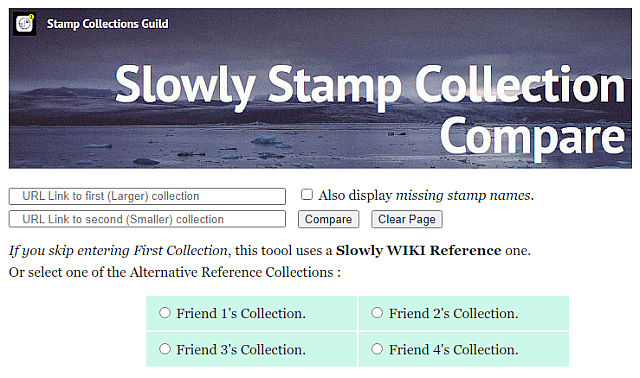 Stamp Collections Guild
Slowly Stamp Collection
Compare
URL Link to first (Larger) collection
Also display missing stamp names.
URL Link to second (Smaller) collection
Compare
Clear Page
If you skip entering First Collection, this toool uses a Slowly WIKI Reference one.
Or select one of the Alternative Reference Collections :
Friend 1's Collection.
Friend 2's Collection.
Friend 3's Collection.
Friend 4's Collection.